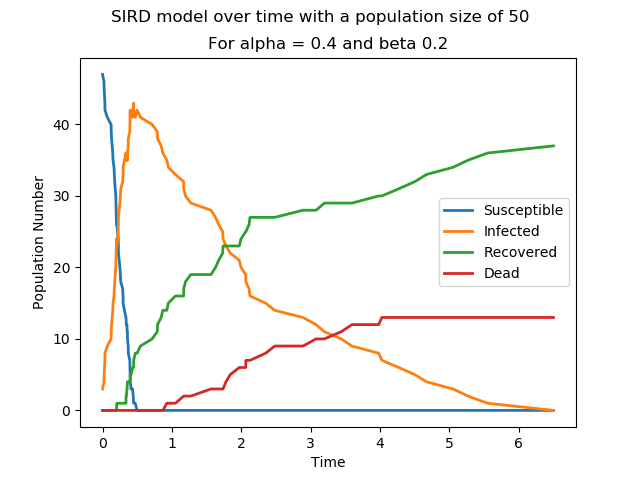 SIRD model over time with a population size of 50
For alpha = 0.4 and beta 0.2
40
30
20
10
0
Population Number
Susceptible
Infected
Recovered
Dead
0 1 2 3 4 5 6
Time